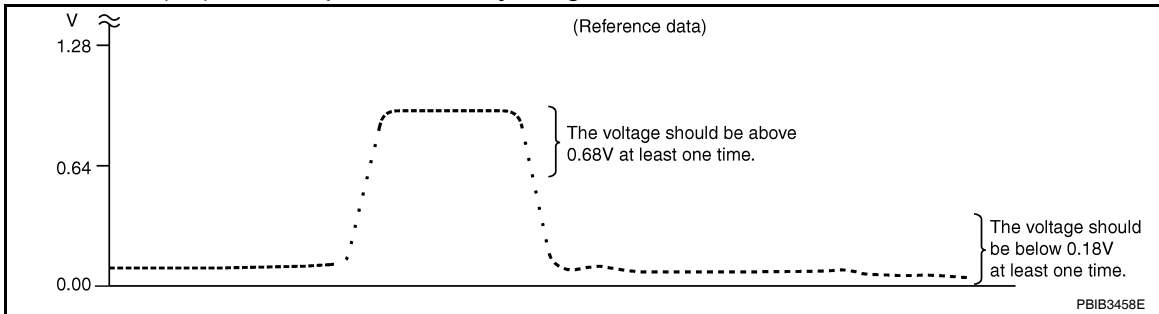 V
(Reference data)
1.28
The voltage should be above
0.68V at least one time.
0.64
The voltage should
be below 0.18V
at least one time.
0.00
PBIB3458E